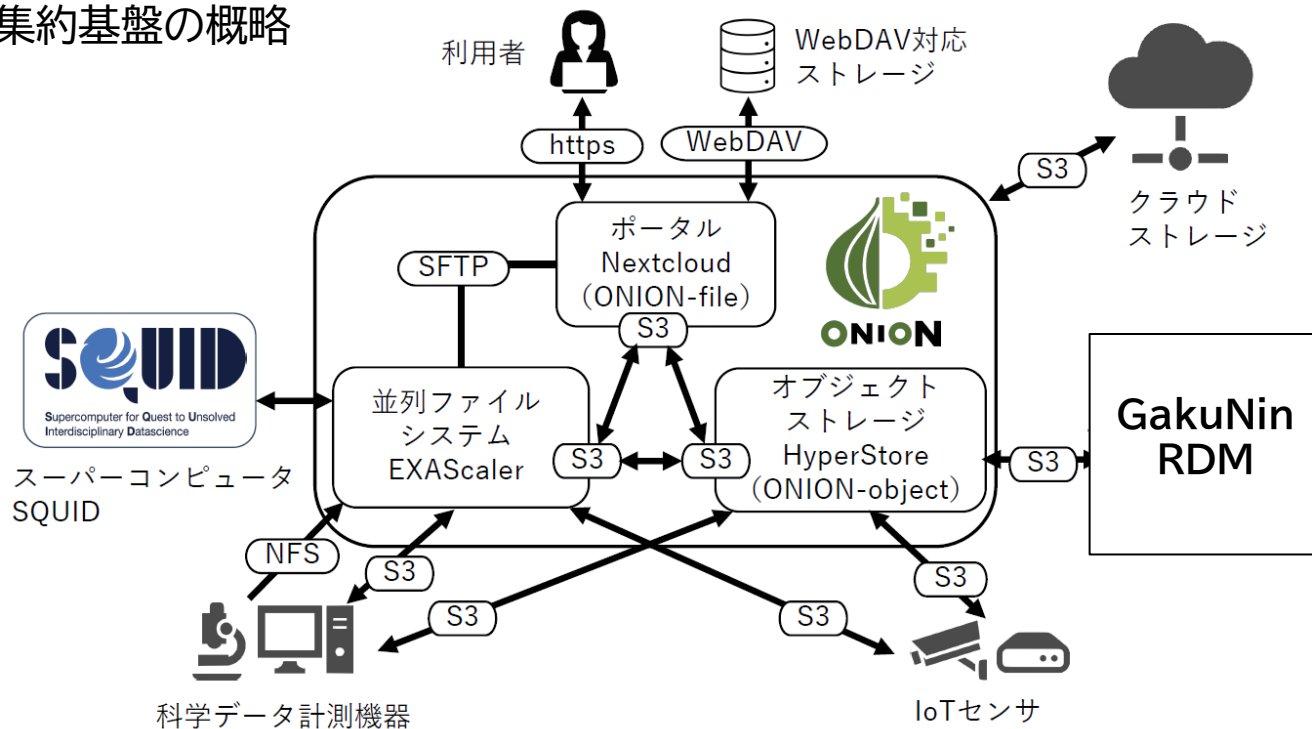 集約基盤の概略
利用者
WebDAV対応
ストレージ
https
WebDAV
S3
クラウド
ストレージ
ポータル
Nextcloud
（ONION-file）
SFTP
S3
ONION
SQUID
Supercomputer for Quest to Unsolved
Interdisciplinary Datascience
スーパーコンピュータ
SQUID
並列ファイル
システム
EXAScaler
S3
S3
オブジェクト
ストレージ
HyperStore
（ONION-object）
S3
GakuNin
RDM
NFS
S3
S3
S3
S3
科学データ計測機器
IoTセンサ